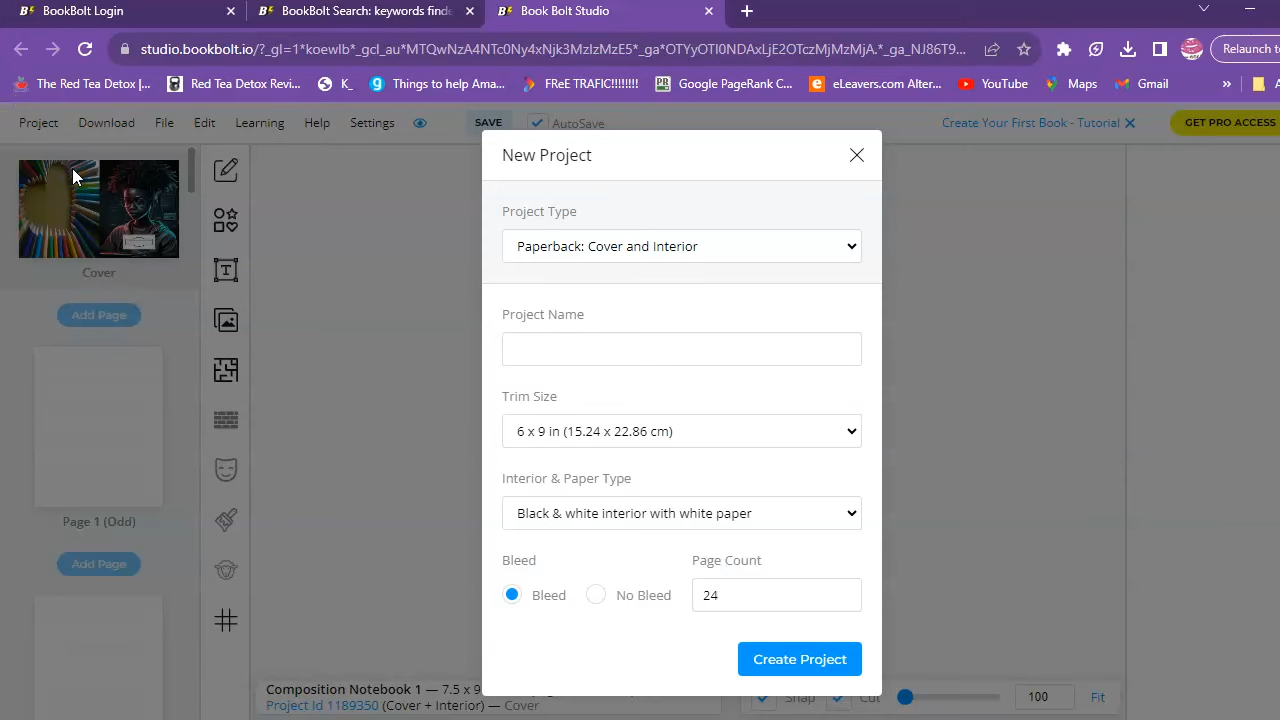 BookBolt Login
BookBolt Search: keywords finde
Book Bolt Studio
studio.bookbolt.io/?_gl=1*koewlb*_gcl_au*MTQwNzA4NTc0Ny4xNjk3MzIzMzE5*_ga*OTYyOTI0NDAxLjE2OTczMjMzMjA.*_ga_NJ86T9...
Relaunch to
The Red Tea Detox |...
Red Tea Detox Revi...
K_
Things to help Ama...
FReE TRAFIC!!!!!!!!
Google PageRank C...
eLeavers.com Alter...
YouTube
Maps
Gmail
»
Project
Download
File
Edit
Learning
Help
Settings
SAVE
AutoSave
Create Your First Book - Tutorial
GET PRO ACCESS
Cover
Add Page
Page 1 (Odd)
Add Page
New Project
Project Type
Paperback: Cover and Interior
Project Name
Trim Size
6 x 9 in (15.24 x 22.86 cm)
Interior & Paper Type
Black & white interior with white paper
Bleed
Page Count
Bleed
No Bleed
24
Create Project
Composition Notebook 1 — 7.5 x 9
Project Id 1189350 (Cover + Interior) — Cover
Snap
Cut
100
Fit